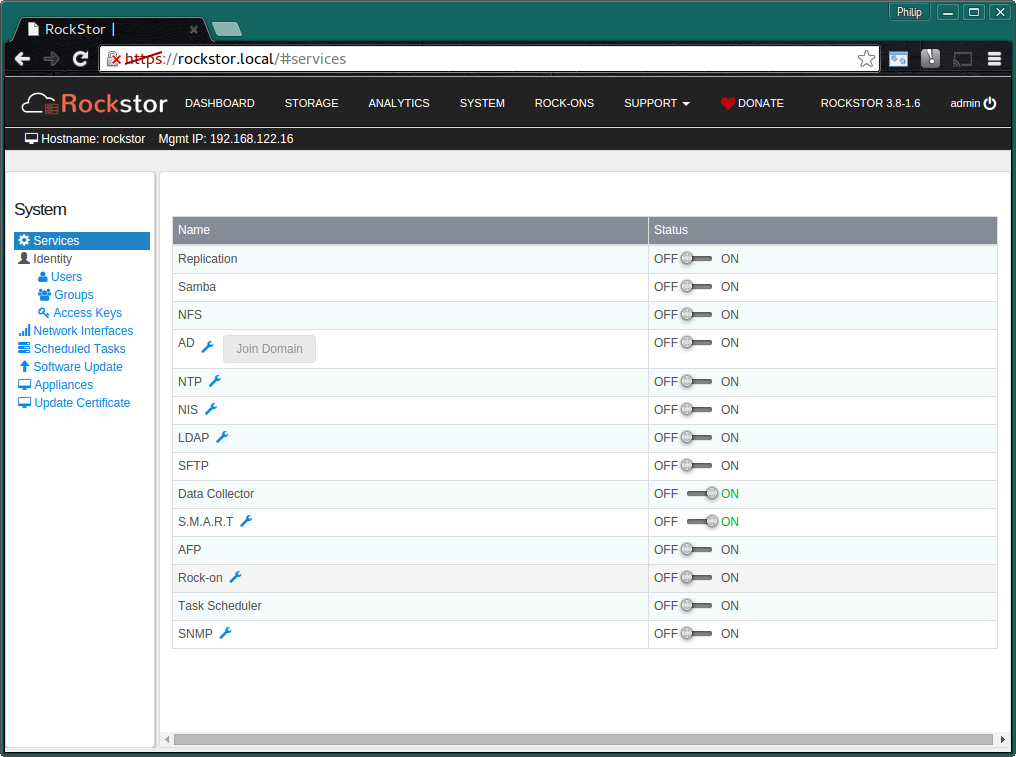 Philip
RockStor |
https://rockstor.local/#services
Rockstor DASHBOARD STORAGE ANALYTICS SYSTEM ROCK-ONS SUPPORT DONATE ROCKSTOR 3.8-1.6 admin
Hostname: rockstor Mgmt IP: 192.168.122.16
System
Services
Identity
Users
Groups
Access Keys
Network Interfaces
Scheduled Tasks
Software Update
Appliances
Update Certificate
Name Status
Replication OFF ON
Samba OFF ON
NFS OFF ON
AD Join Domain OFF ON
NTP OFF ON
NIS OFF ON
LDAP OFF ON
SFTP OFF ON
Data Collector OFF ON
S.M.A.R.T OFF ON
AFP OFF ON
Rock-on OFF ON
Task Scheduler OFF ON
SNMP OFF ON